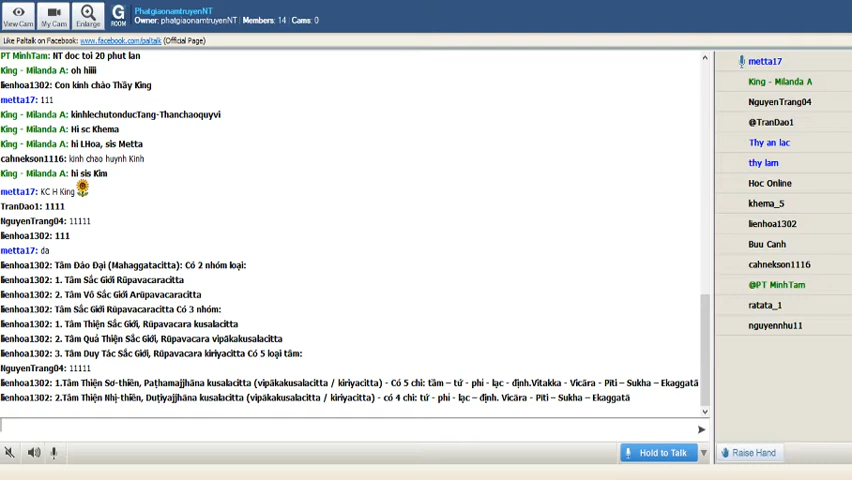 View Cam
My Cam
Enlarge
G
ROOM
PhatgiaonamtruyenNT
Owner: phatgiaonamtruyenNT | Members: 14 | Cams: 0
Like Paltalk on Facebook: www.facebook.com/paltalk (Official Page)
PT MinhTam: NT doc toi 20 phut lan
King - Milanda A: oh hiiii
lienhoa1302: Con kính chào Thầy King
metta17: 111
King - Milanda A: kinhlechutonducTang-Thanchaoquyvi
King - Milanda A: Hi sc Khema
King - Milanda A: hi LHoa, sis Metta
cahnekson1116: kinh chao huynh Kinh
King - Milanda A: hi sis Kim
metta17: KC H King
TranDao1: 1111
NguyenTrang04: 11111
lienhoa1302: 111
metta17: da
lienhoa1302: Tâm Đáo Đại (Mahaggatacitta): Có 2 nhóm loại:
lienhoa1302: 1. Tâm Sắc Giới Rūpavacaracitta
lienhoa1302: 2. Tâm Vô Sắc Giới Arūpavacaracitta
lienhoa1302: Tâm Sắc Giới Rūpavacaracitta Có 3 nhóm:
lienhoa1302: 1. Tâm Thiện Sắc Giới, Rūpavacara kusalacitta
lienhoa1302: 2. Tâm Quả Thiện Sắc Giới, Rūpavacara vipākakusalacitta
lienhoa1302: 3. Tâm Duy Tác Sắc Giới, Rūpavacara kiriyacitta Có 5 loại tâm:
NguyenTrang04: 11111
lienhoa1302: 1.Tâm Thiện Sơ-thiên, Paṭhamajjhāna kusalacitta (vipākakusalacitta / kiriyacitta) - Có 5 chi: tầm – tứ - phỉ - lạc - định.Vitakka - Vicāra - Pīti – Sukha – Ekaggatā
lienhoa1302: 2.Tâm Thiện Nhị-thiên, Duṭiyajjhāna kusalacitta (vipākakusalacitta / kiriyacitta) - có 4 chi: tứ - phỉ - lạc – định. Vicāra - Pīti – Sukha – Ekaggatā
Hold to Talk
metta17
King - Milanda A
NguyenTrang04
@TranDao1
Thy an lac
thy lam
Hoc Online
khema_5
lienhoa1302
Buu Canh
cahnekson1116
@PT MinhTam
ratata_1
nguyennhu11
Raise Hand